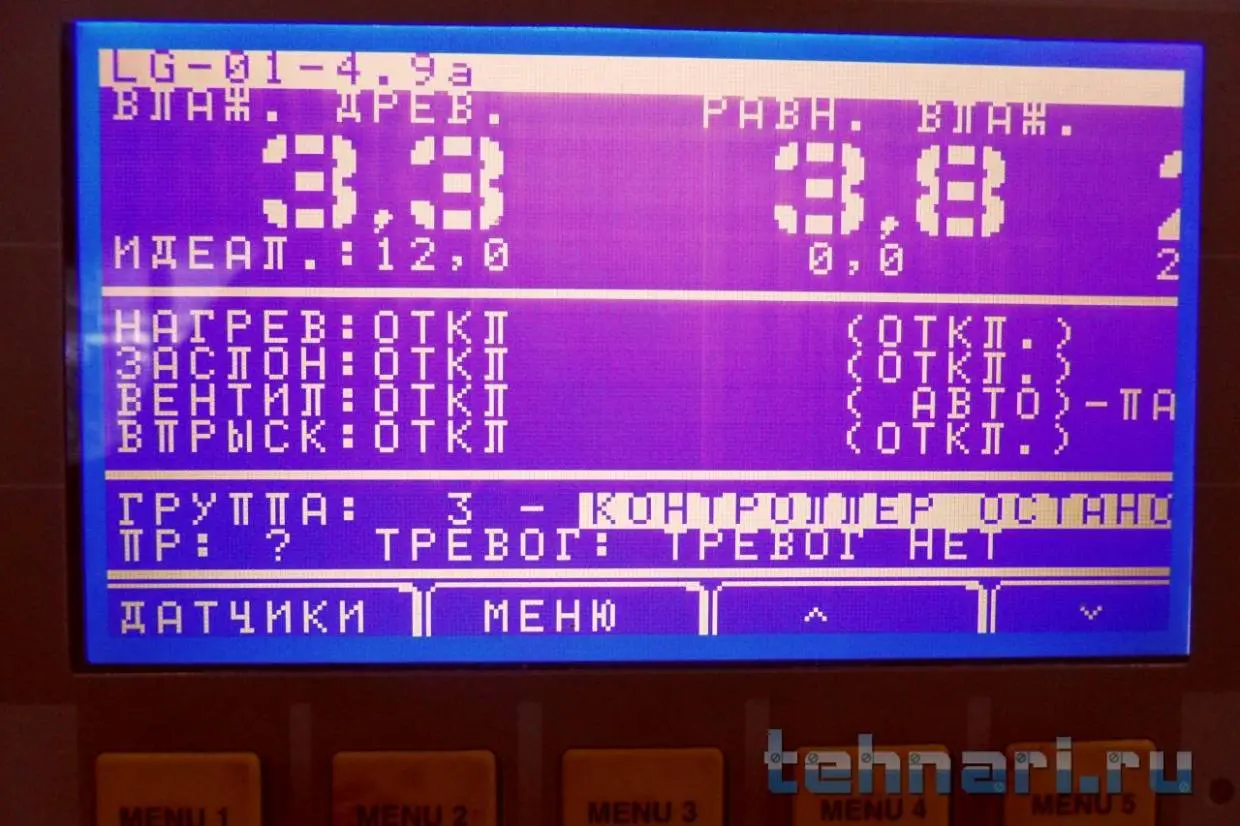 LG-01-4.9a
ВЛАЖ. ДРЕВ. РАВН. ВЛАЖ.
3,3 3,8 2
ИДЕАЛ.:12,0 0,0 2
НАГРЕВ:ОТКЛ (ОТКЛ.)
ЗАСЛОН:ОТКЛ (ОТКЛ.)
ВЕНТИЛ:ОТКЛ ( АВТО)-ПА
ВПРЫСК:ОТКЛ (ОТКЛ.)
ГРУППА: 3 - КОНТРОЛЛЕР ОСТАНО
ПР: ? ТРЕВОГ: ТРЕВОГ НЕТ
ДАТЧИКИ МЕНЮ ^ ˅
MENU 1 MENU 2 MENU 3 MENU 4 MENU 5
tehnari.ru